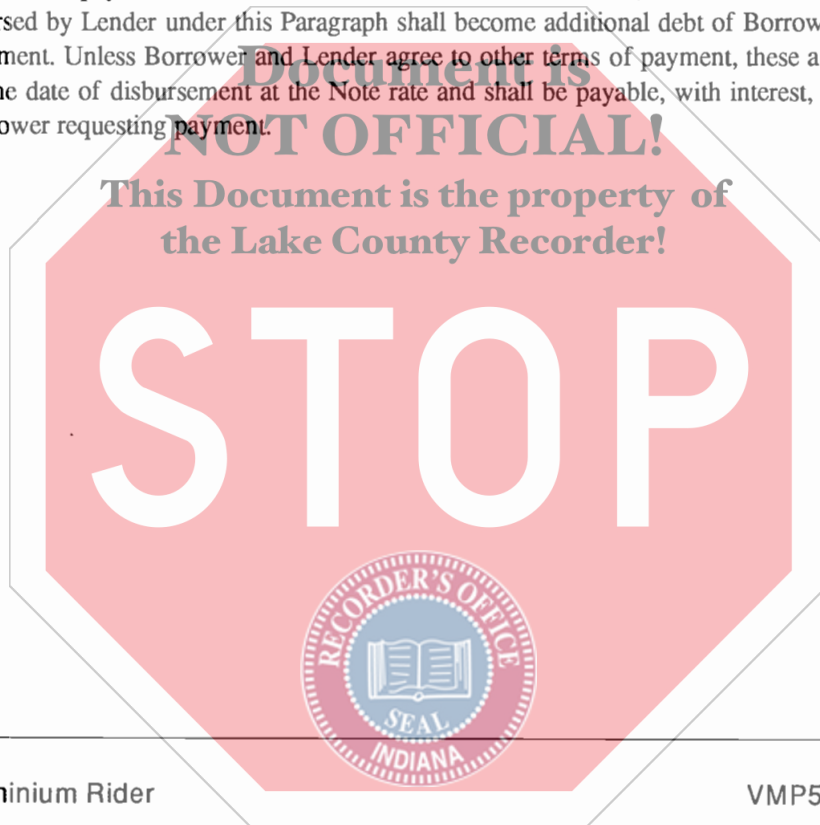 rsed by Lender under this Paragraph shall become additional debt of Borrow
ment. Unless Borrower and Lender agree to other terms of payment, these a
ne date of disbursement at the Note rate and shall be payable, with interest,
ower requesting payment.
Document is
NOT OFFICIAL!
This Document is the property of
the Lake County Recorder!
STOP
RECORDER'S OFFICE
SEAL
INDIANA
ninium Rider
VMP5